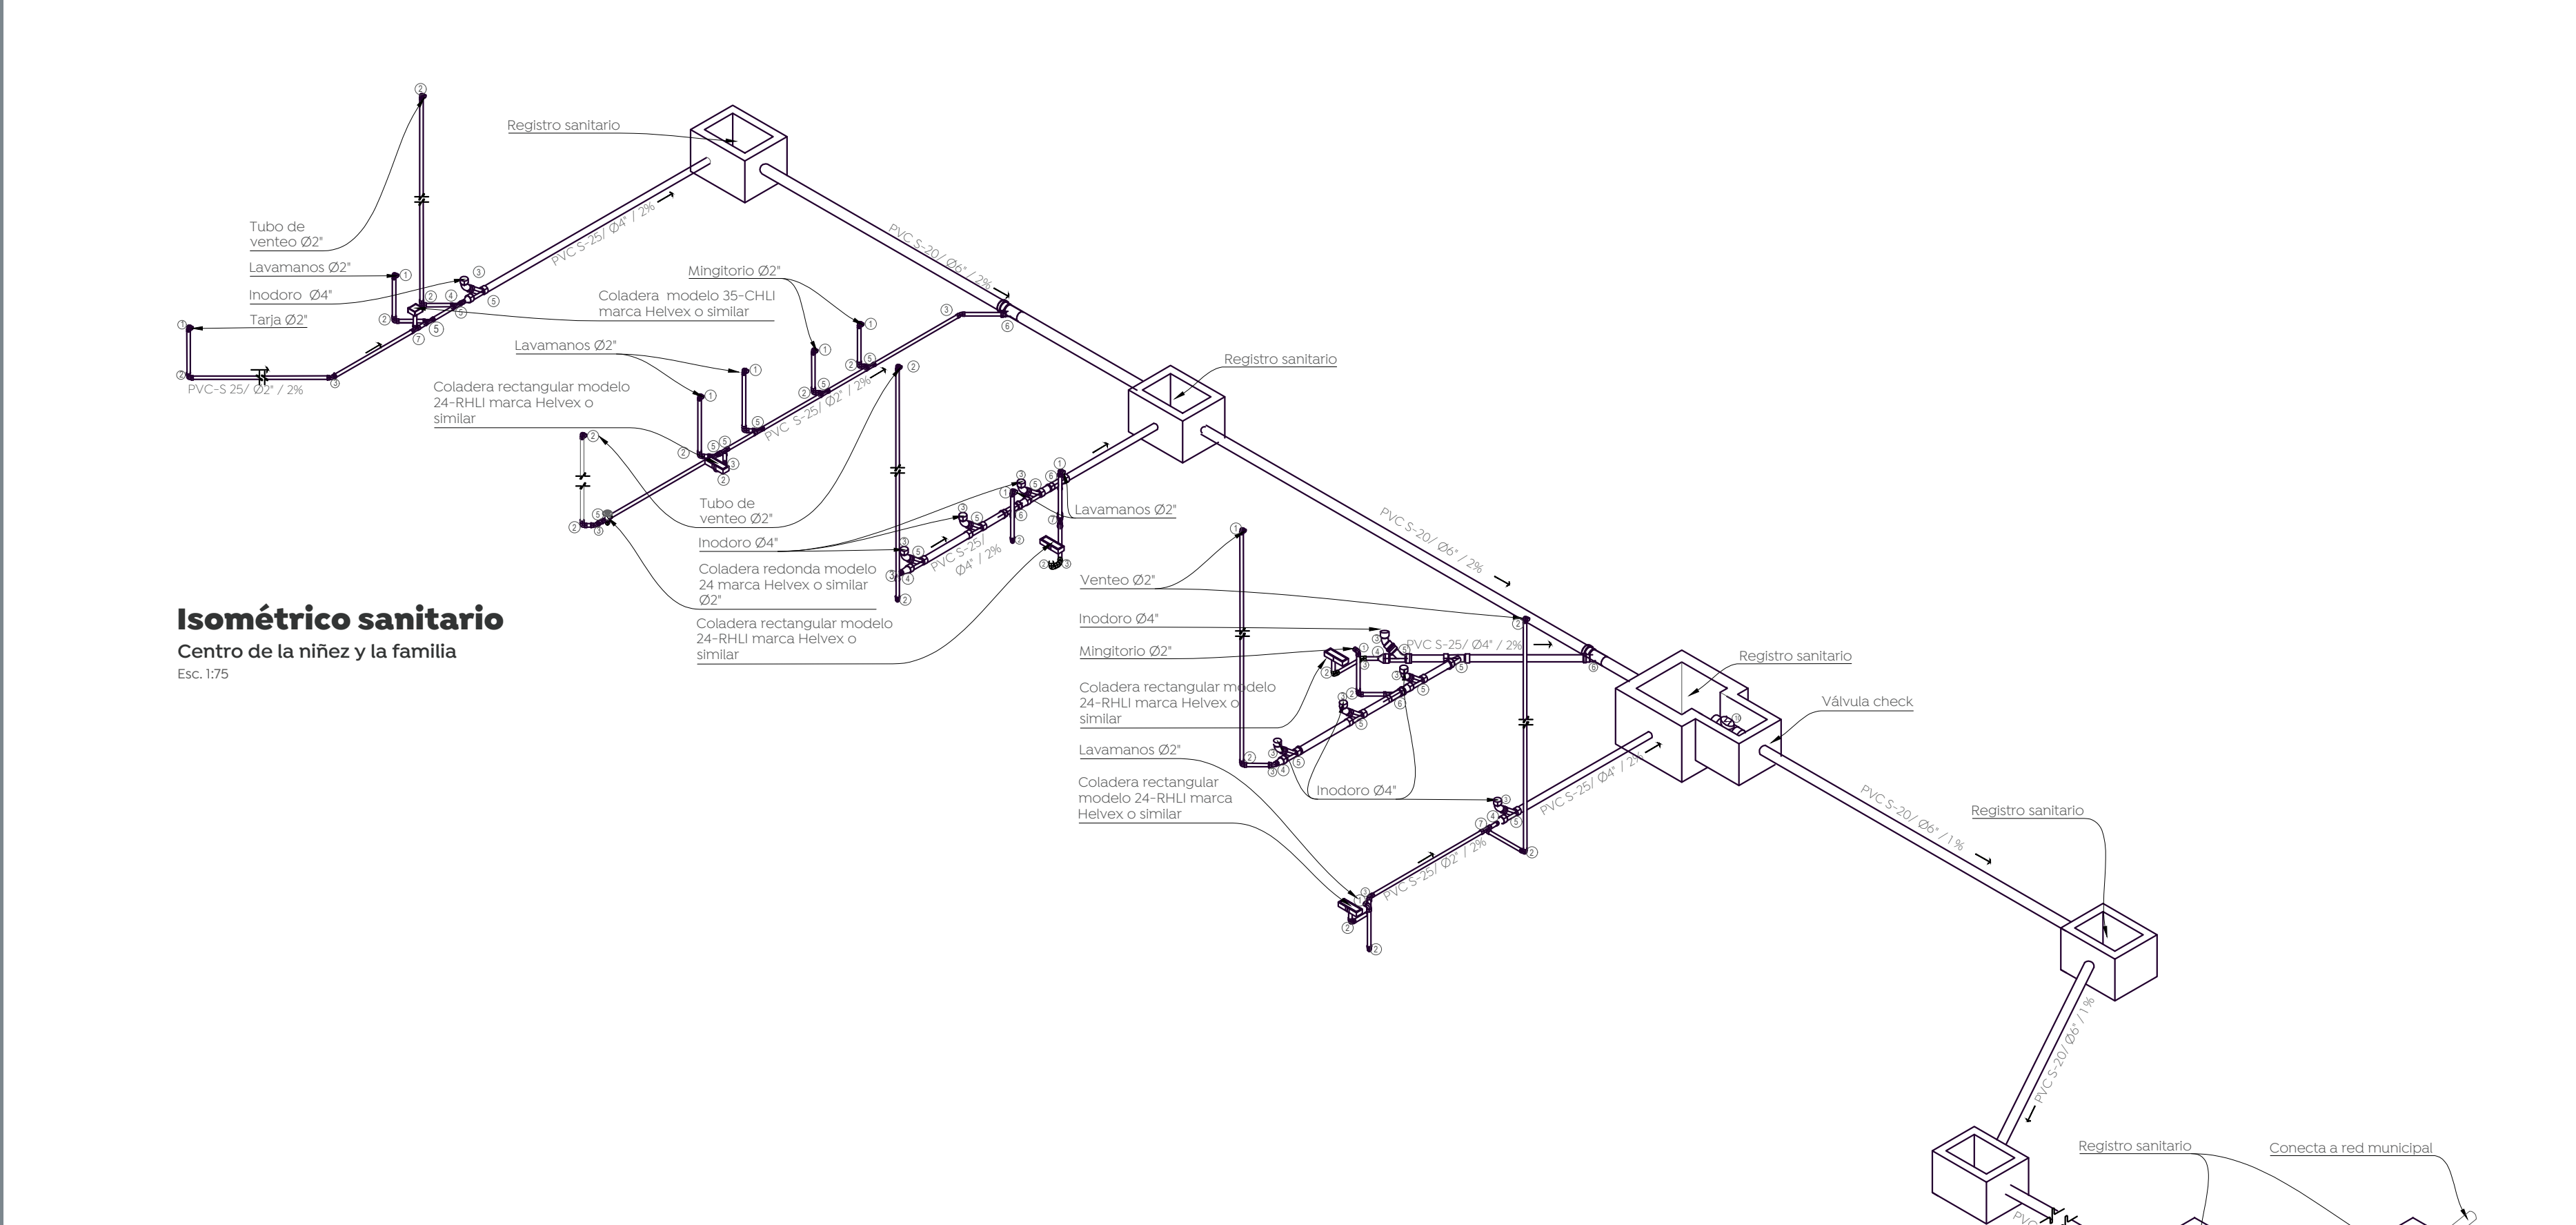 Registro sanitario
Tubo de
venteo Ø2"
Lavamanos Ø2"
Inodoro Ø4"
Tarja Ø2"
PVC-S 25/ Ø2" / 2%
PVC S-25/ Ø4" / 2%
PVC S-20/ Ø6" / 2%
Mingitorio Ø2"
Coladera modelo 35-CHLI
marca Helvex o similar
Lavamanos Ø2"
Coladera rectangular modelo
24-RHLI marca Helvex o
similar
PVC S-25/ Ø2" / 2%
Registro sanitario
Tubo de
venteo Ø2"
Inodoro Ø4"
Coladera redonda modelo
24 marca Helvex o similar
Ø2"
Coladera rectangular modelo
24-RHLI marca Helvex o
similar
PVC S-25/
Ø4" / 2%
Lavamanos Ø2"
PVC S-20/ Ø6" / 2%
Isométrico sanitario
Centro de la niñez y la familia
Esc. 1:75
Venteo Ø2"
Inodoro Ø4"
Mingitorio Ø2"
PVC S-25/ Ø4" / 2%
Coladera rectangular modelo
24-RHLI marca Helvex o
similar
Lavamanos Ø2"
Coladera rectangular
modelo 24-RHLI marca
Helvex o similar
Inodoro Ø4"
PVC S-25/ Ø4" / 2%
PVC S-25/ Ø2" / 2%
Registro sanitario
Válvula check
PVC S-20/ Ø6" / 1%
Registro sanitario
PVC S-20/ Ø6" / 1%
Registro sanitario
Conecta a red municipal
PVC